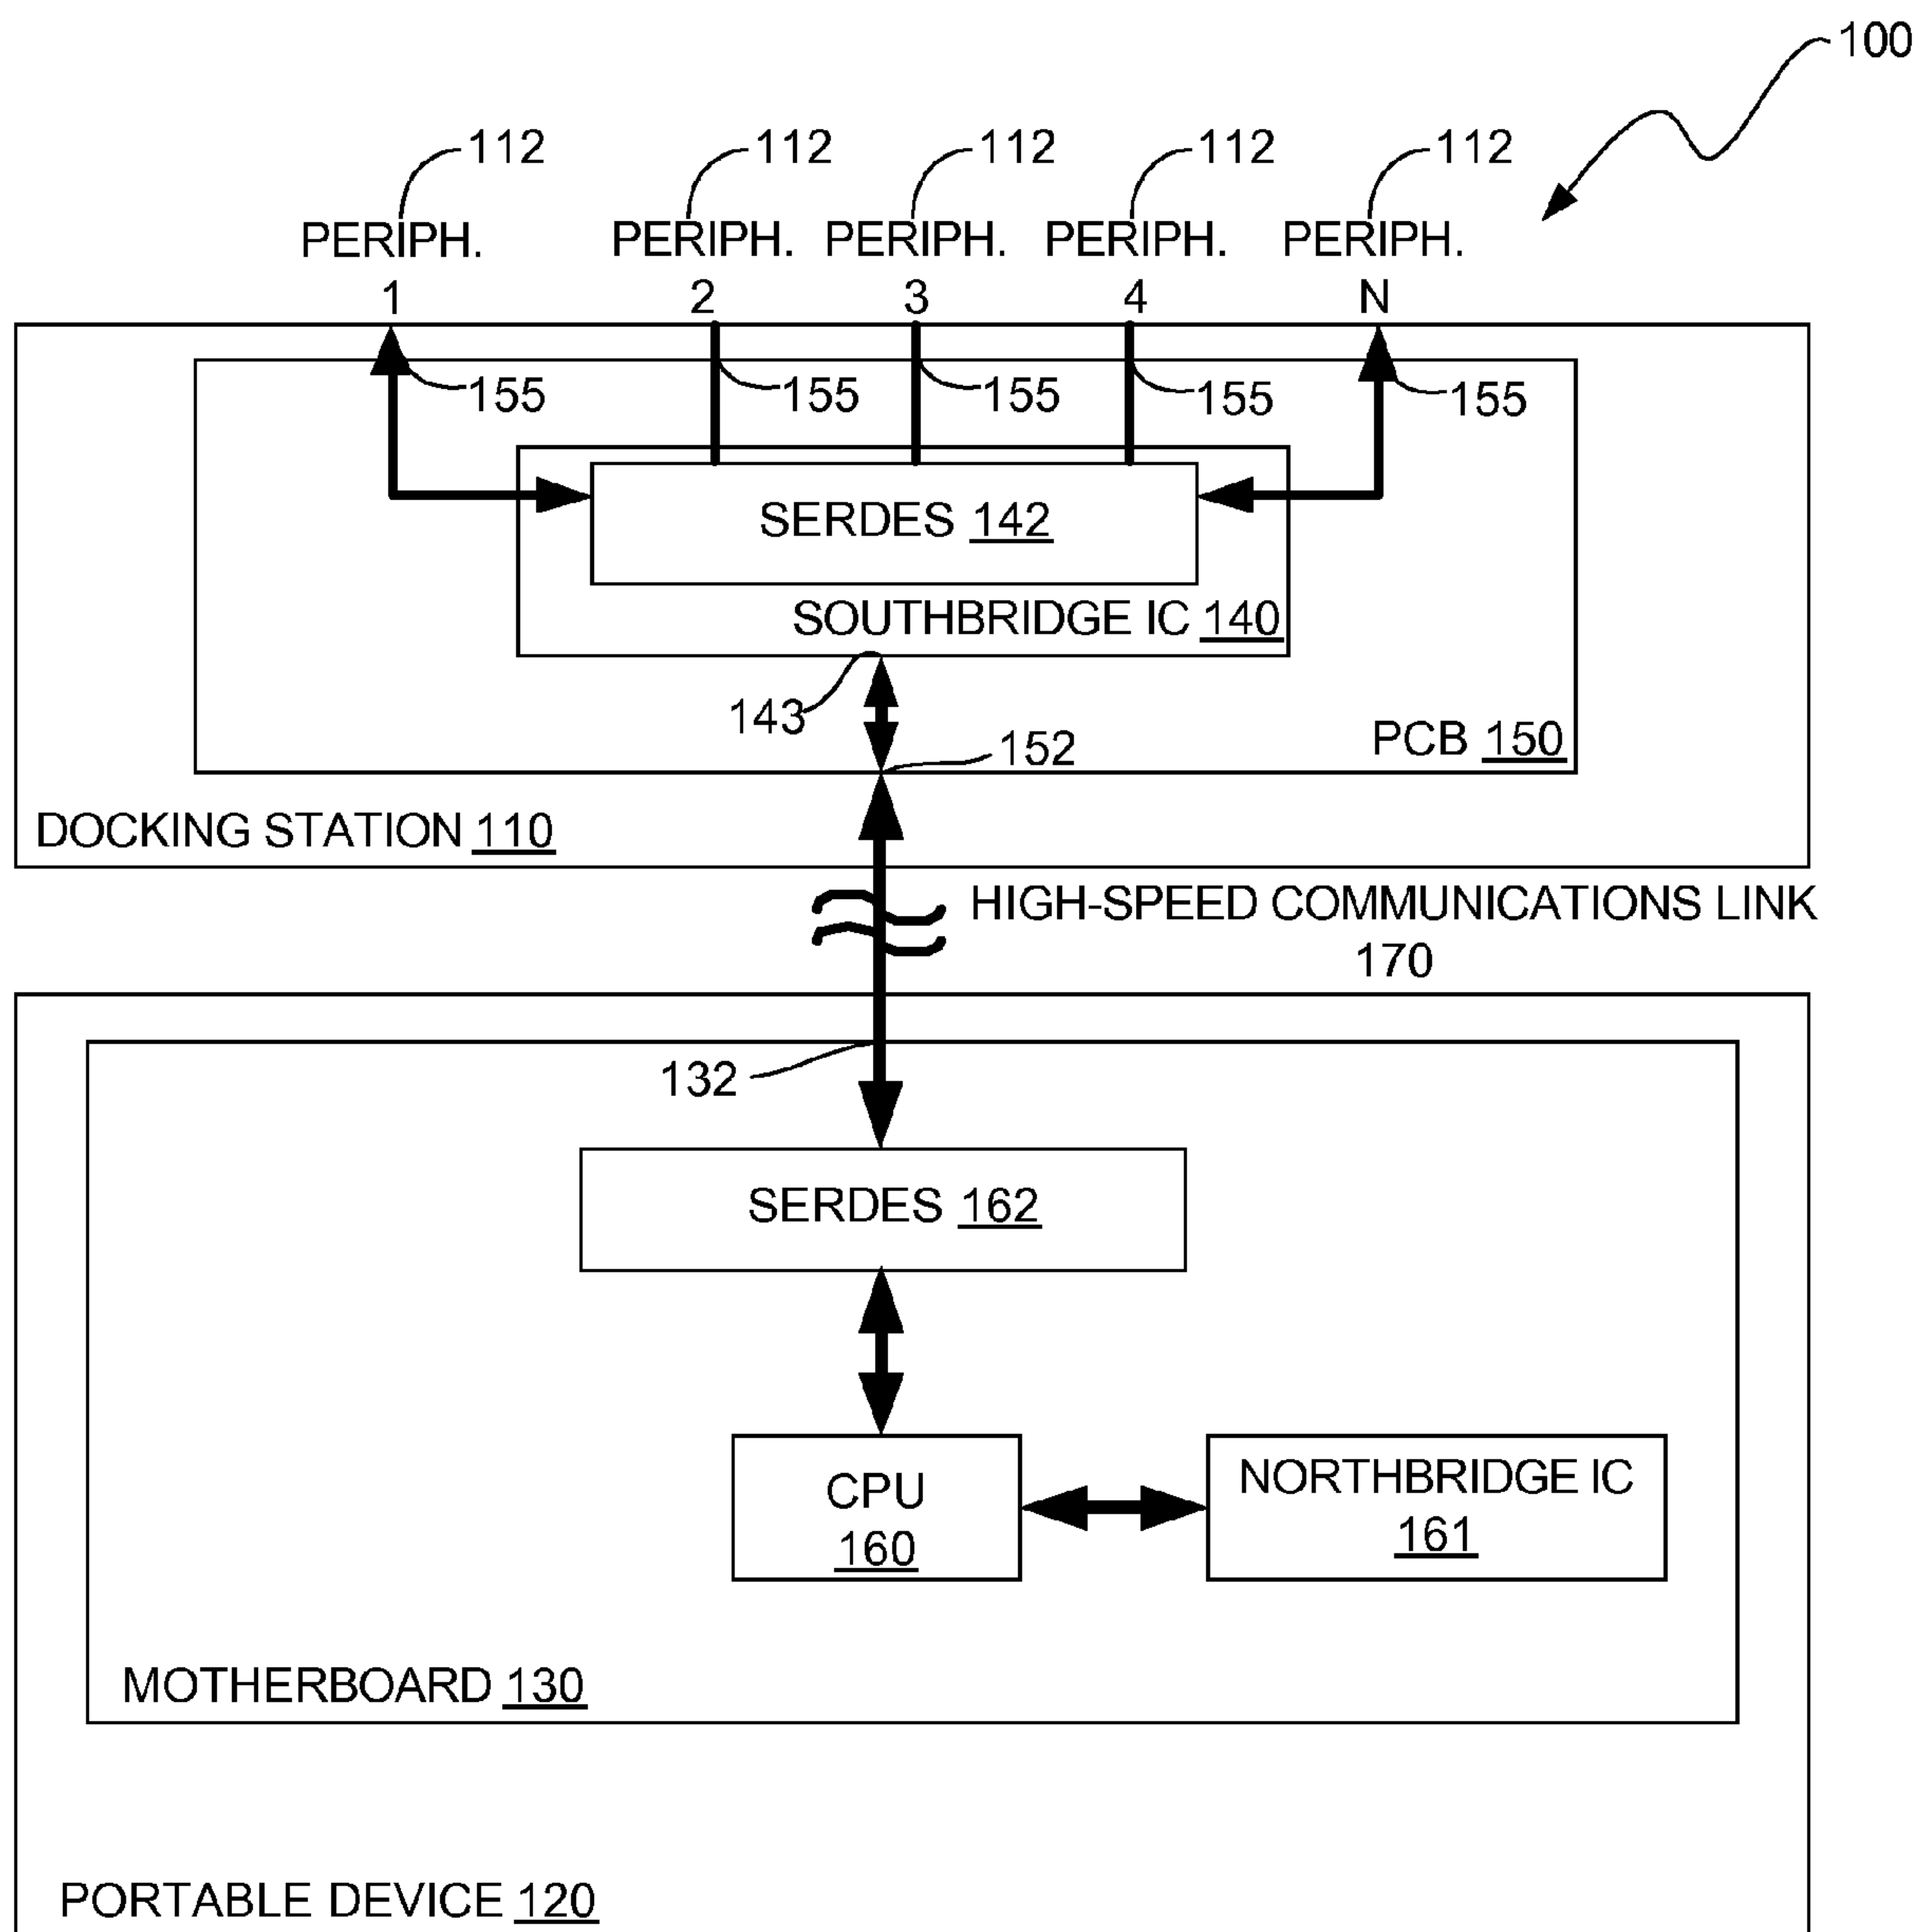 100
112 112 112 112 112
PERIPH. PERIPH. PERIPH. PERIPH. PERIPH.
1 2 3 4 N
155 155 155 155 155
SERDES 142
SOUTHBRIDGE IC 140
143
152
PCB 150
DOCKING STATION 110
HIGH-SPEED COMMUNICATIONS LINK
170
132
SERDES 162
CPU
160
NORTHBRIDGE IC
161
MOTHERBOARD 130
PORTABLE DEVICE 120